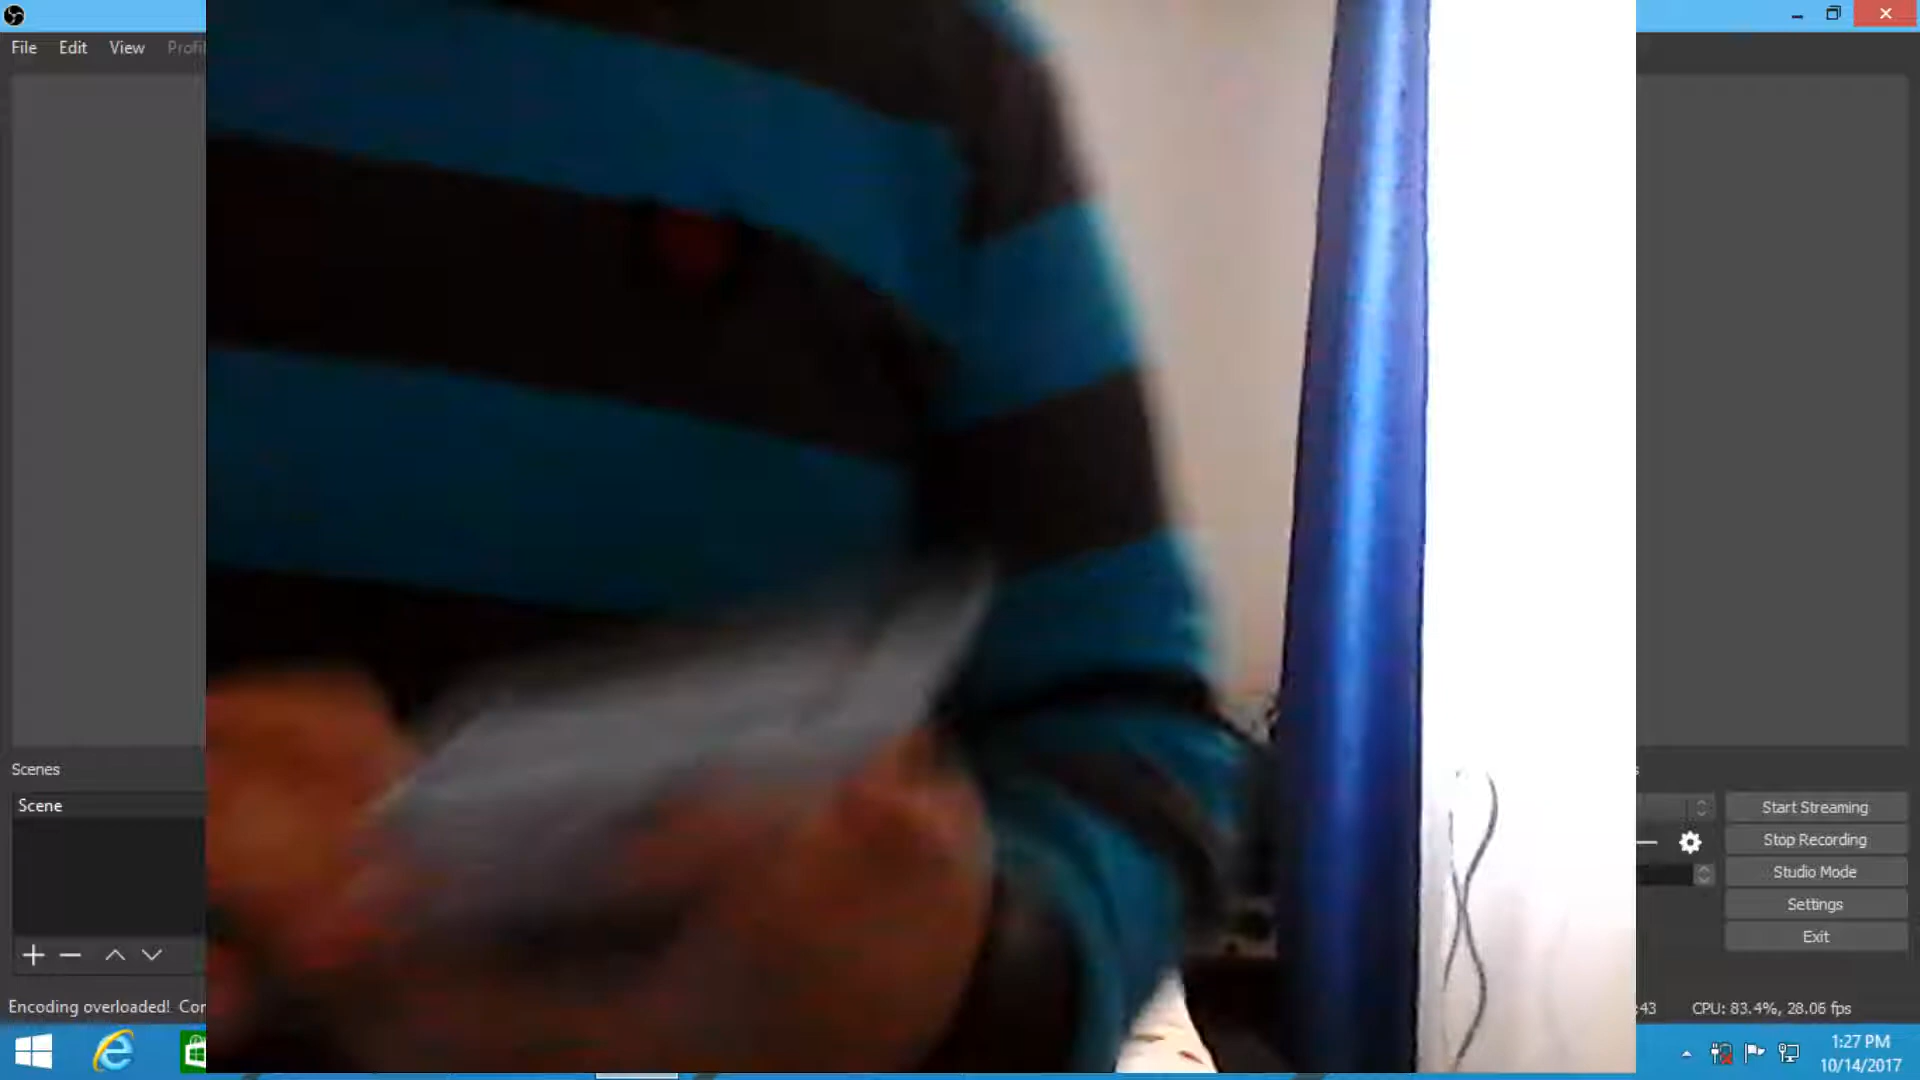 File Edit View
Scenes
Scene
Start Streaming
Stop Recording
Studio Mode
Settings
Exit
Encoding overloaded!
:43 CPU: 83.4%, 28.06 fps
1:27 PM
10/14/2017